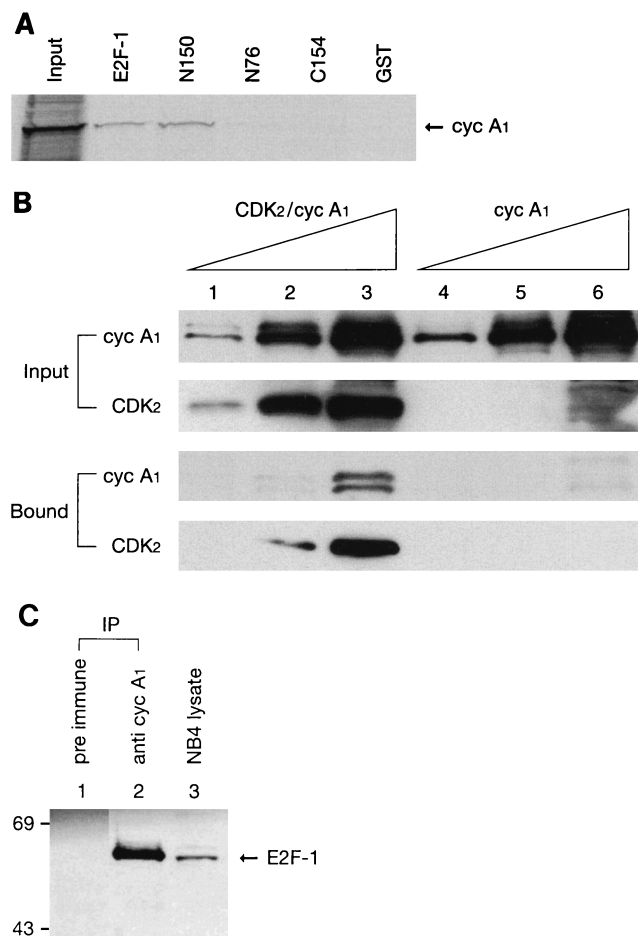 A
Input
E2F-1
N150
N76
C154
GST
← cyc A1
B
CDK2/cyc A1
cyc A1
1 2 3 4 5 6
Input
cyc A1
CDK2
Bound
cyc A1
CDK2
C
IP
pre immune
anti cyc A1
NB4 lysate
1 2 3
69
← E2F-1
43